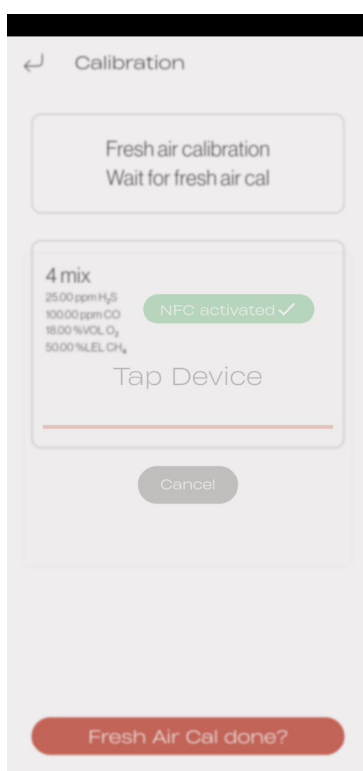 Calibration
Fresh air calibration
Wait for fresh air cal
4 mix
25.00 ppm H₂S
100.00 ppm CO
18.00 %VOL O₂
50.00 %LEL CH₄
NFC activated ✓
Tap Device
Cancel
Fresh Air Cal done?